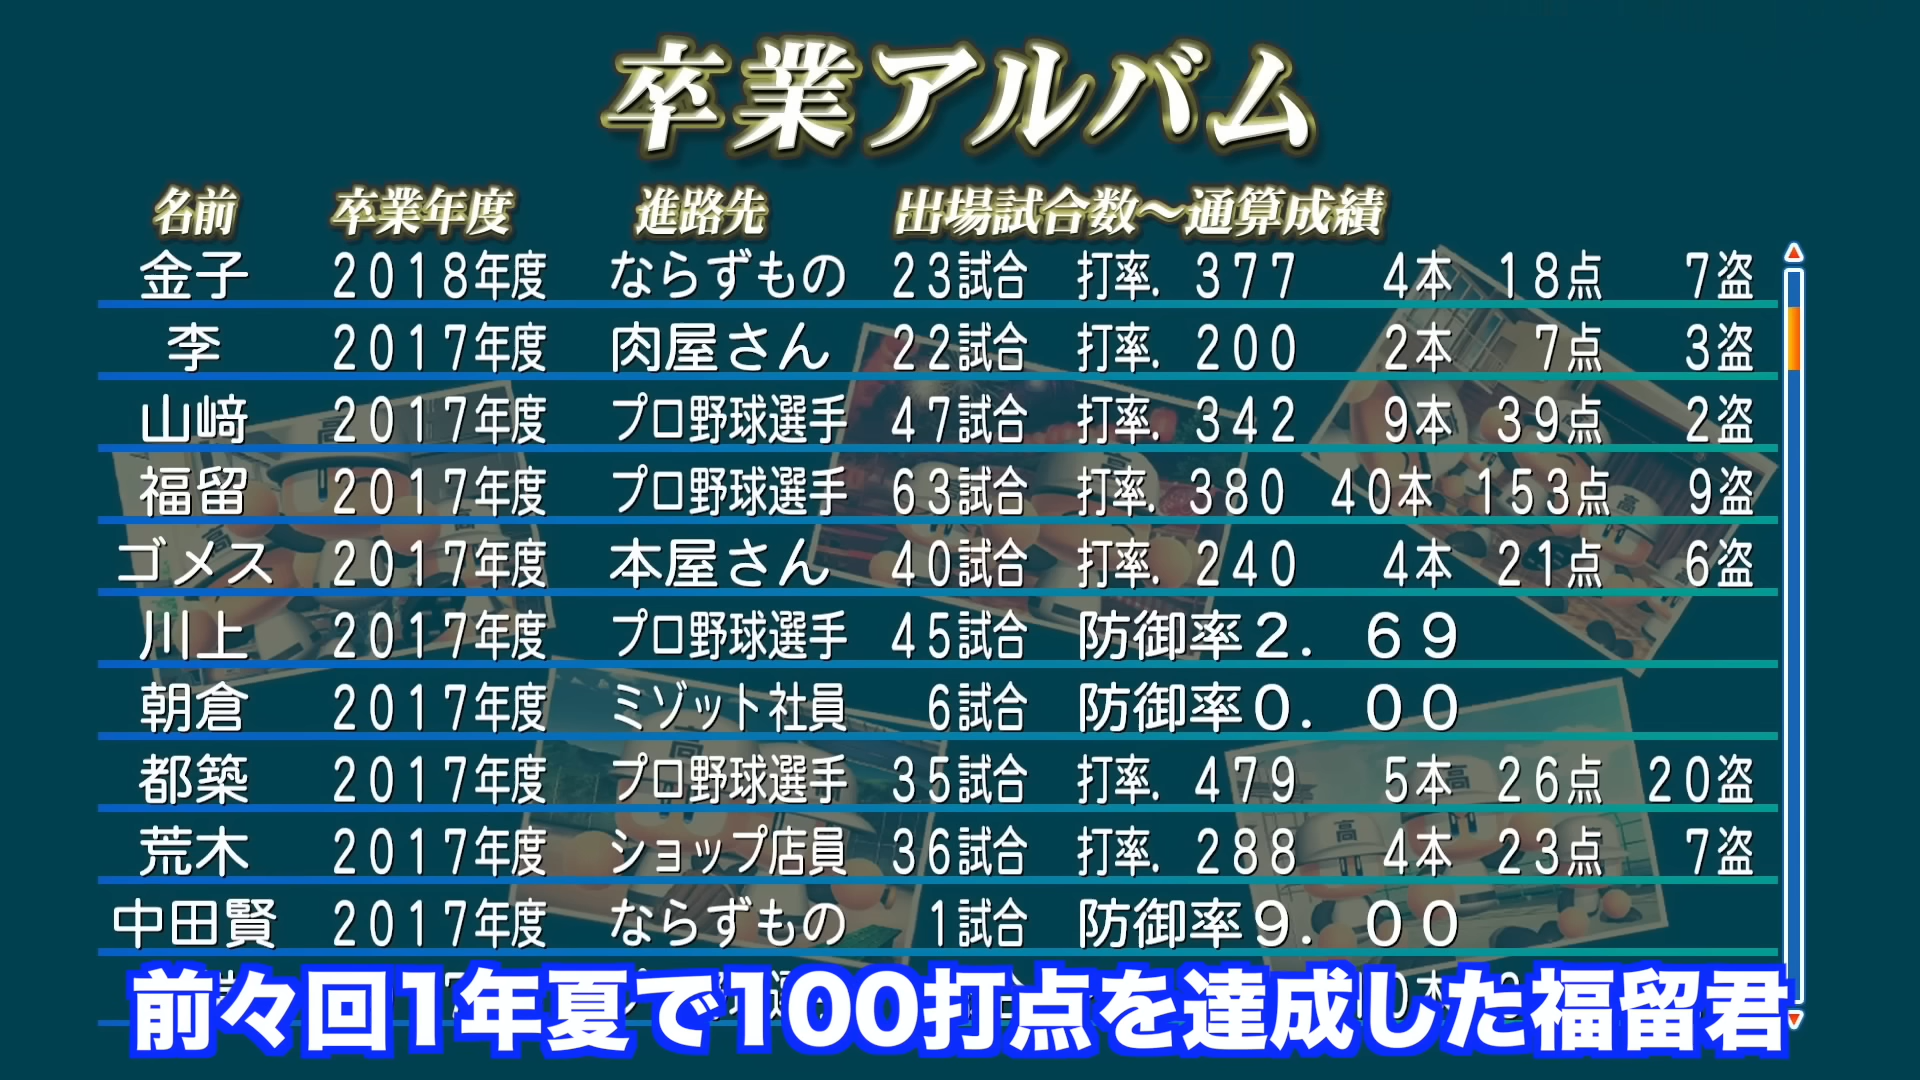 卒業アルバム
名前 卒業年度 進路先 出場試合数～通算成績
金子 2018年度 ならずもの 23試合 打率.377 4本 18点 7盗
李 2017年度 肉屋さん 22試合 打率.200 2本 7点 3盗
山﨑 2017年度 プロ野球選手 47試合 打率.342 9本 39点 2盗
福留 2017年度 プロ野球選手 63試合 打率.380 40本 153点 9盗
ゴメス 2017年度 本屋さん 40試合 打率.240 4本 21点 6盗
川上 2017年度 プロ野球選手 45試合 防御率2.69
朝倉 2017年度 ミゾット社員 6試合 防御率0.00
都築 2017年度 プロ野球選手 35試合 打率.479 5本 26点 20盗
荒木 2017年度 ショップ店員 36試合 打率.288 4本 23点 7盗
中田賢 2017年度 ならずもの 1試合 防御率9.00
前々回1年夏で100打点を達成した福留君